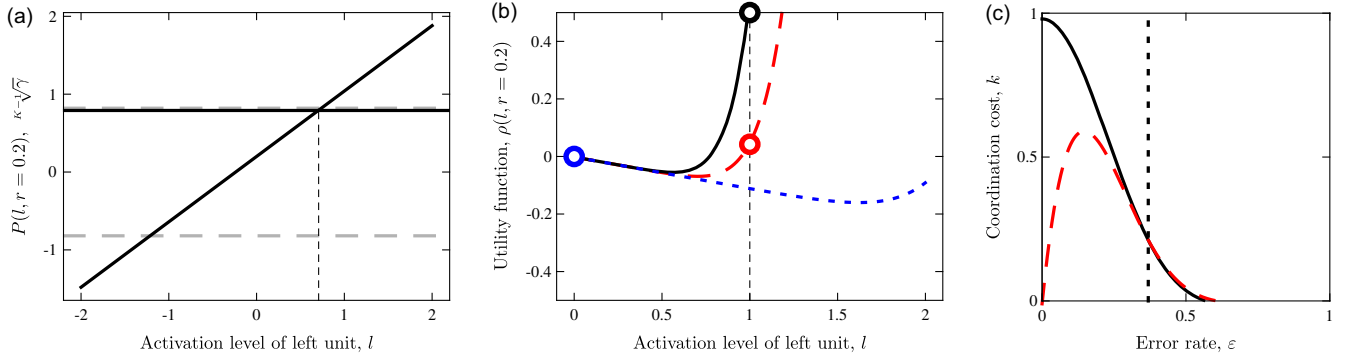 (a)
P(l, r = 0.2), κ−1√γ
2
1
0
-1
-2
-1
0
1
2
Activation level of left unit, l
(b)
Utility function, ρ(l, r = 0.2)
0.4
0.2
0
-0.2
-0.4
0
0.5
1
1.5
2
Activation level of left unit, l
(c)
Coordination cost, k
1
0.5
0
0
0.5
1
Error rate, ε